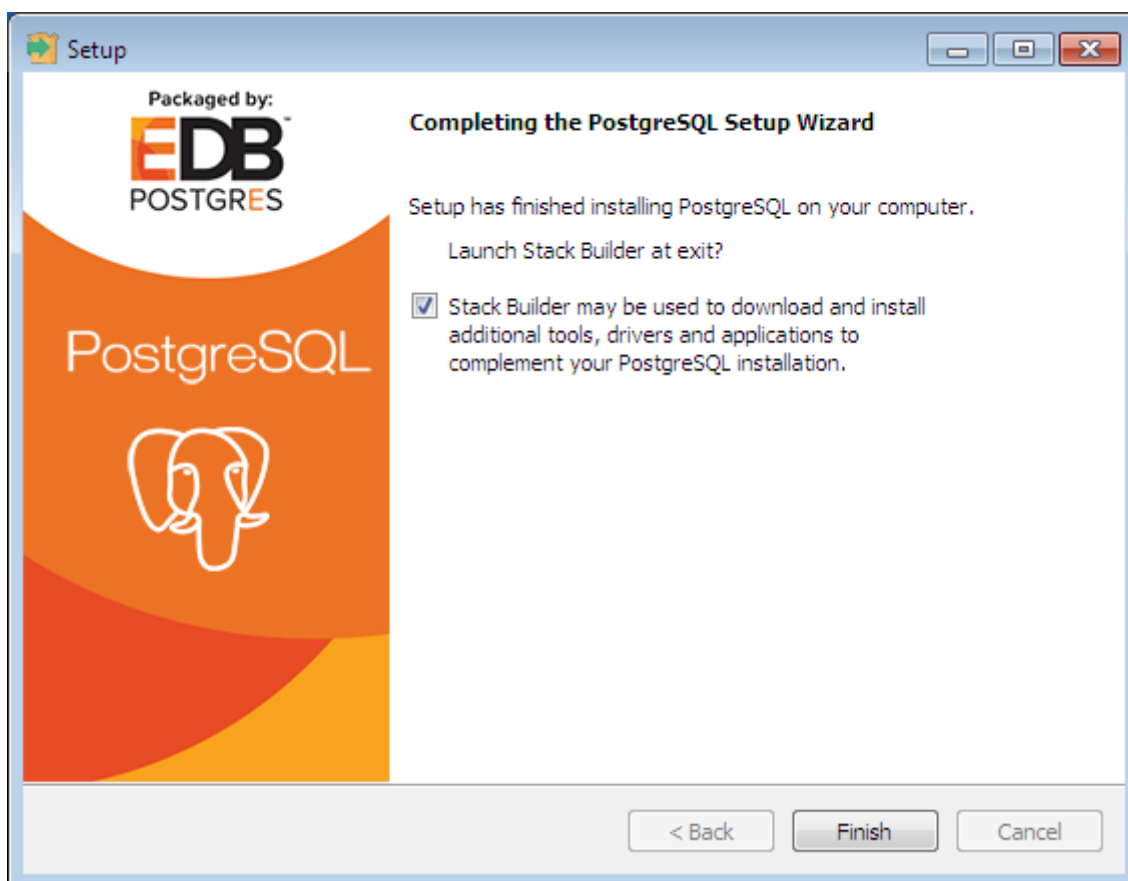 Setup
Packaged by:
EDB™
POSTGRES
PostgreSQL
Completing the PostgreSQL Setup Wizard
Setup has finished installing PostgreSQL on your computer.
Launch Stack Builder at exit?
Stack Builder may be used to download and install
additional tools, drivers and applications to
complement your PostgreSQL installation.
< Back
Finish
Cancel